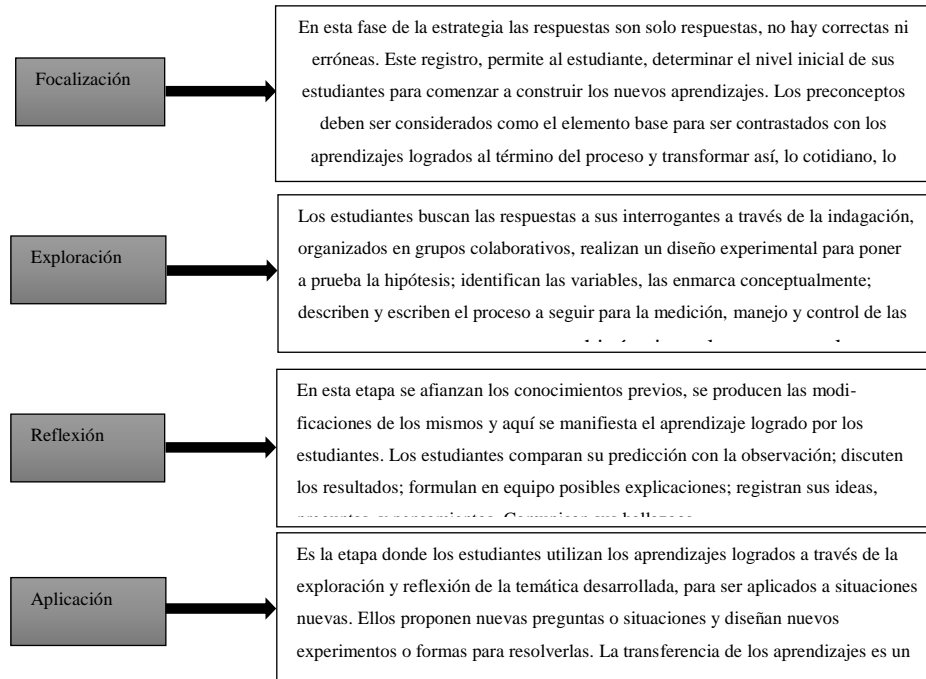 Focalización
En esta fase de la estrategia las respuestas son solo respuestas, no hay correctas ni
erróneas. Este registro, permite al estudiante, determinar el nivel inicial de sus
estudiantes para comenzar a construir los nuevos aprendizajes. Los preconceptos
deben ser considerados como el elemento base para ser contrastados con los
aprendizajes logrados al término del proceso y transformar así, lo cotidiano, lo
Exploración
Los estudiantes buscan las respuestas a sus interrogantes a través de la indagación,
organizados en grupos colaborativos, realizan un diseño experimental para poner
a prueba la hipótesis; identifican las variables, las enmarca conceptualmente;
describen y escriben el proceso a seguir para la medición, manejo y control de las
Reflexión
En esta etapa se afianzan los conocimientos previos, se producen las modi-
ficaciones de los mismos y aquí se manifiesta el aprendizaje logrado por los
estudiantes. Los estudiantes comparan su predicción con la observación; discuten
los resultados; formulan en equipo posibles explicaciones; registran sus ideas,
Aplicación
Es la etapa donde los estudiantes utilizan los aprendizajes logrados a través de la
exploración y reflexión de la temática desarrollada, para ser aplicados a situaciones
nuevas. Ellos proponen nuevas preguntas o situaciones y diseñan nuevos
experimentos o formas para resolverlas. La transferencia de los aprendizajes es un